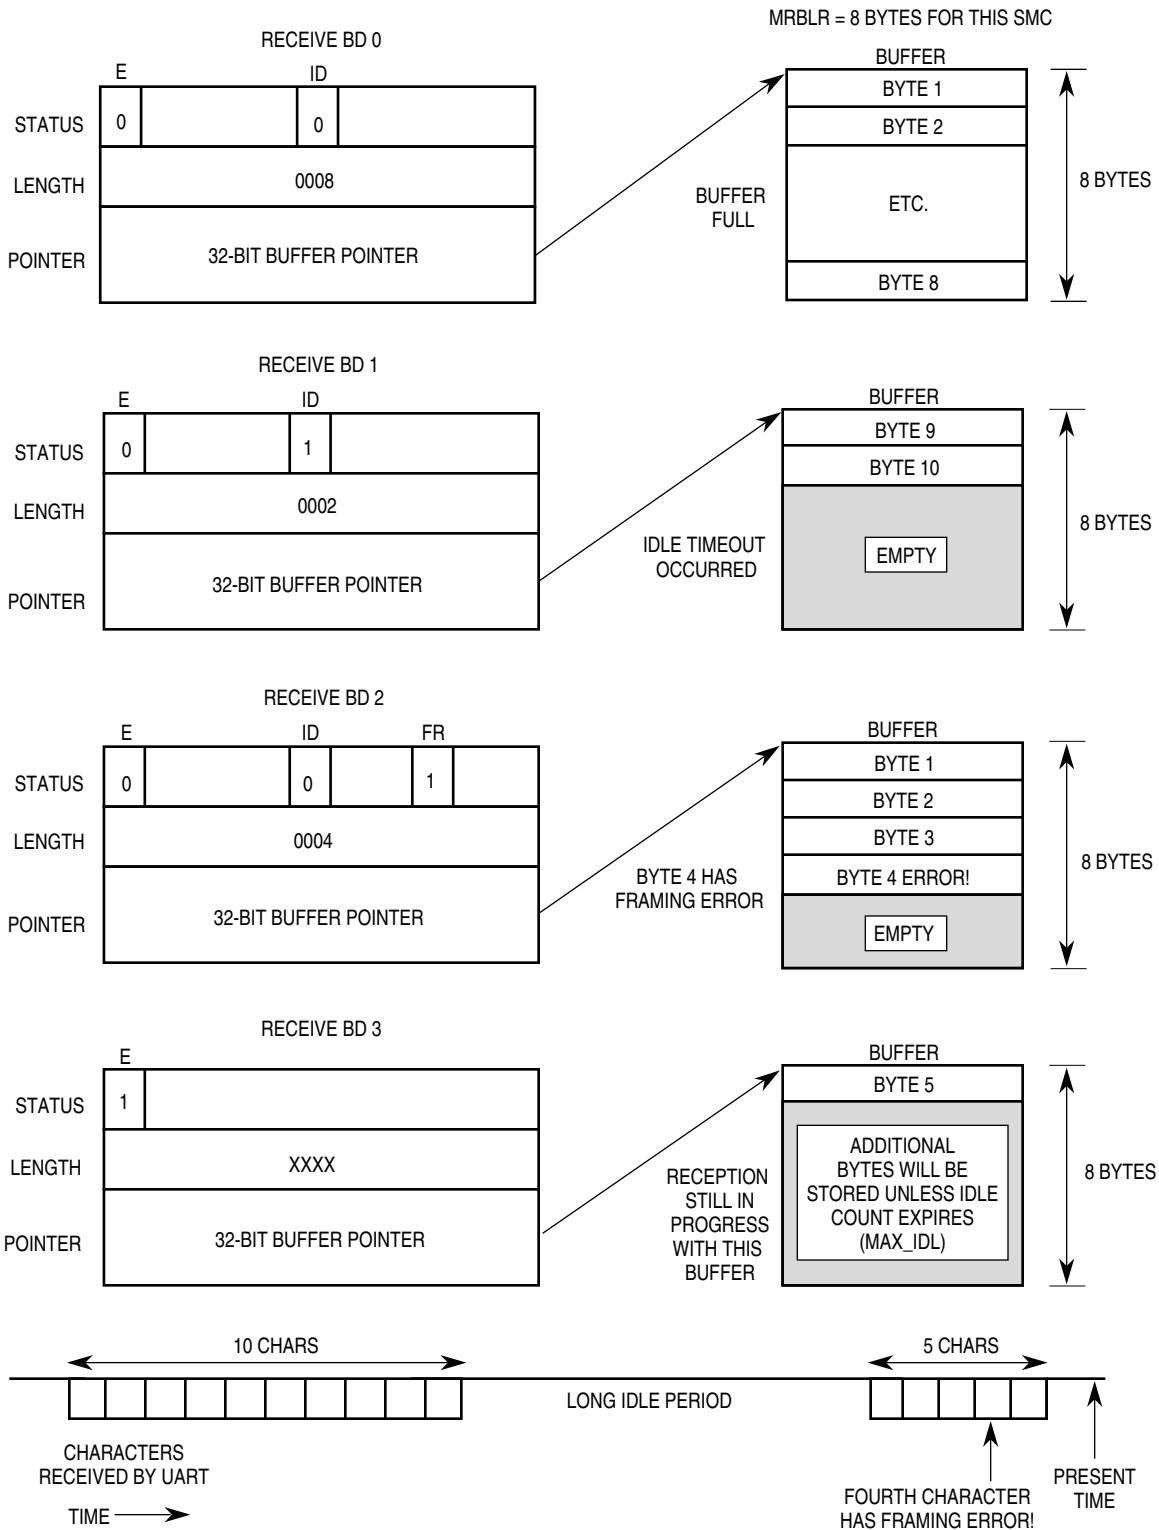 MRBLR = 8 BYTES FOR THIS SMC
RECEIVE BD 0
E
ID
STATUS
0
0
LENGTH
0008
POINTER
32-BIT BUFFER POINTER
BUFFER
FULL
BUFFER
BYTE 1
BYTE 2
ETC.
BYTE 8
8 BYTES
RECEIVE BD 1
E
ID
STATUS
0
1
LENGTH
0002
POINTER
32-BIT BUFFER POINTER
IDLE TIMEOUT
OCCURRED
BUFFER
BYTE 9
BYTE 10
EMPTY
8 BYTES
RECEIVE BD 2
E
ID
FR
STATUS
0
0
1
LENGTH
0004
POINTER
32-BIT BUFFER POINTER
BYTE 4 HAS
FRAMING ERROR
BUFFER
BYTE 1
BYTE 2
BYTE 3
BYTE 4 ERROR!
EMPTY
8 BYTES
RECEIVE BD 3
E
STATUS
1
LENGTH
XXXX
POINTER
32-BIT BUFFER POINTER
RECEPTION
STILL IN
PROGRESS
WITH THIS
BUFFER
BUFFER
BYTE 5
ADDITIONAL
BYTES WILL BE
STORED UNLESS IDLE
COUNT EXPIRES
(MAX_IDL)
8 BYTES
10 CHARS
5 CHARS
LONG IDLE PERIOD
CHARACTERS
RECEIVED BY UART
TIME
FOURTH CHARACTER
HAS FRAMING ERROR!
PRESENT
TIME